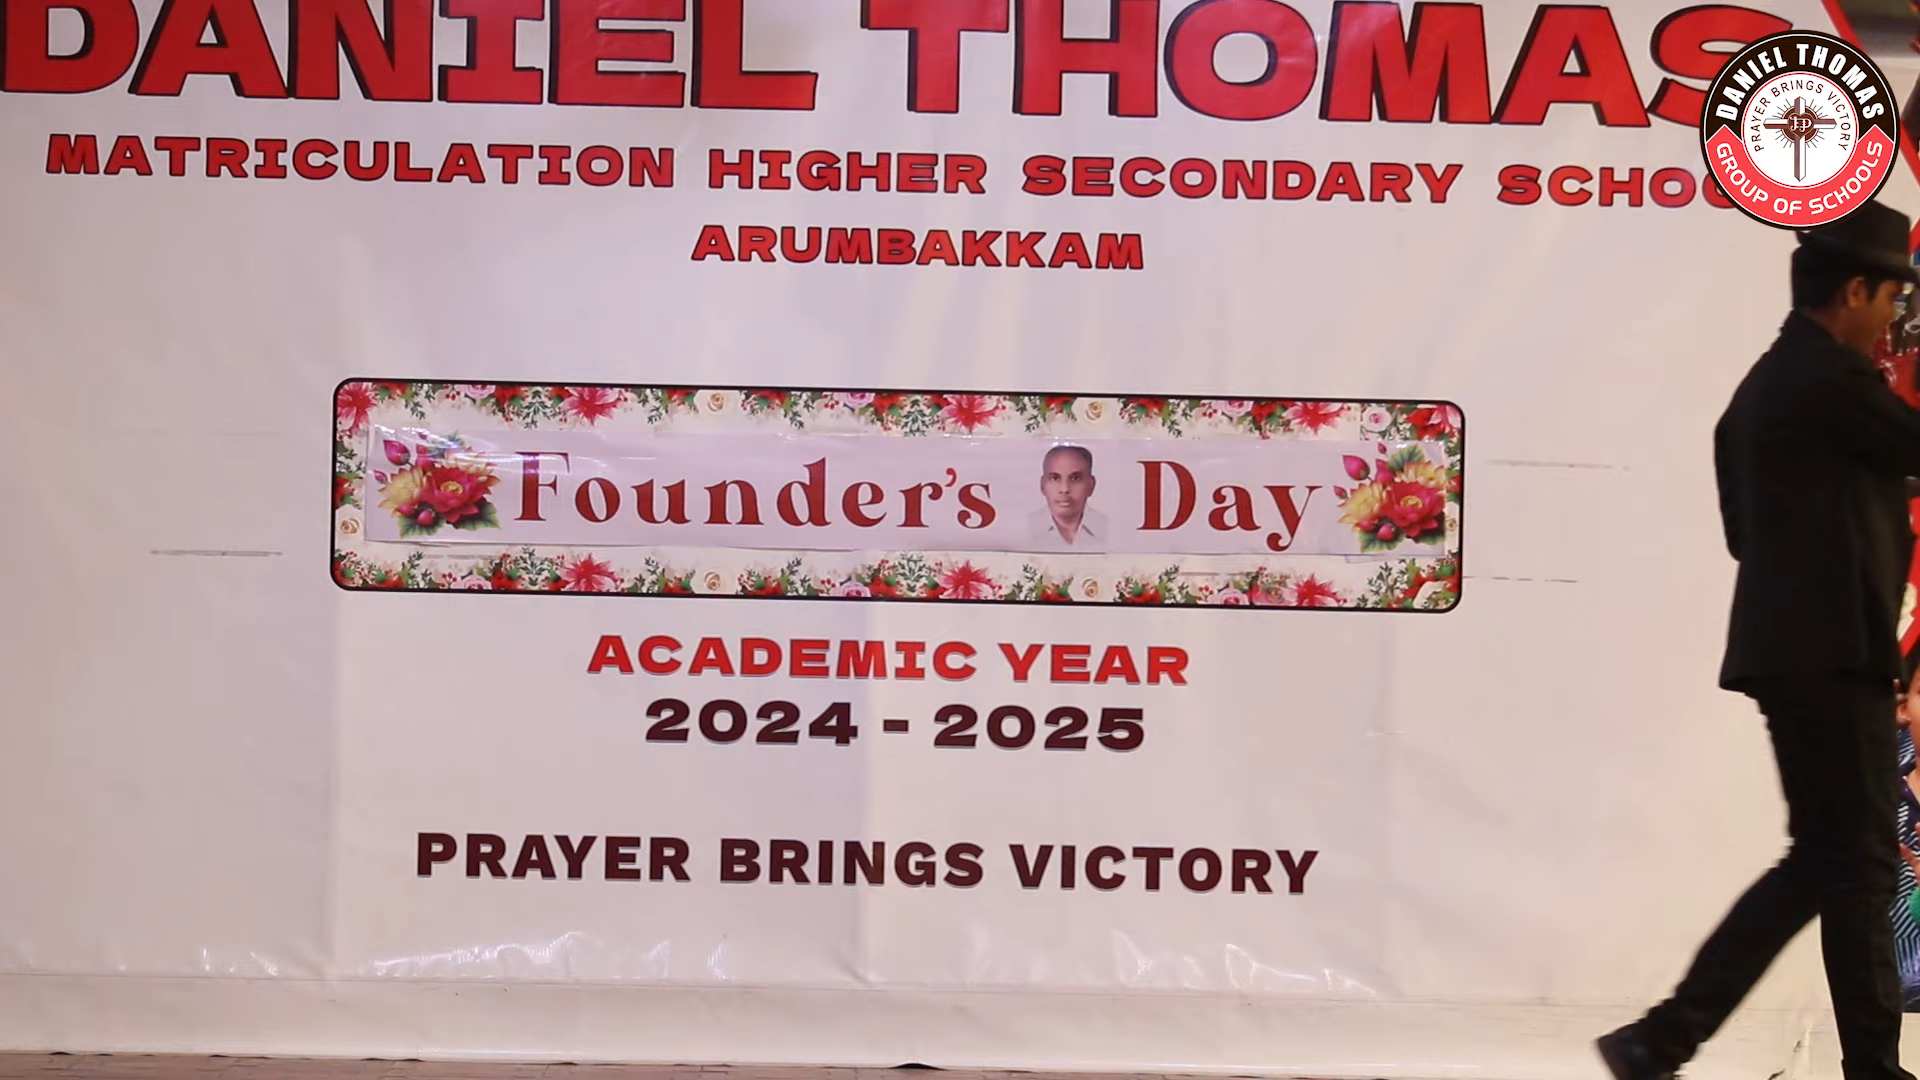 DANIEL THOMAS
MATRICULATION HIGHER SECONDARY SCHOO
ARUMBAKKAM
Founder's Day
ACADEMIC YEAR
2024 - 2025
PRAYER BRINGS VICTORY
DANIEL THOMAS
PRAYER BRINGS VICTORY
GROUP OF SCHOOLS